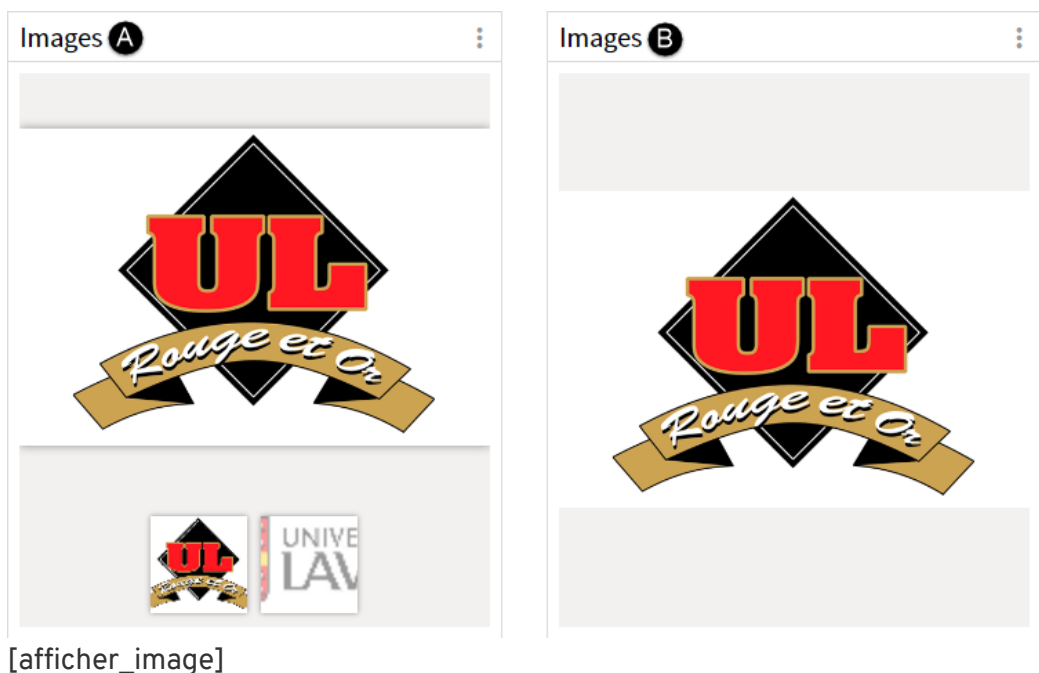 Images A
Images B
UL
Rouge et Or
UL
Rouge et Or
UL
UNIVE
LAV
[afficher_image]